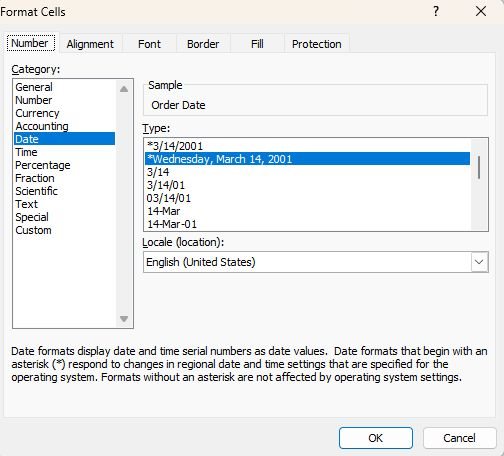 Format Cells
?
Number Alignment Font Border Fill Protection
Category:
General
Number
Currency
Accounting
Date
Time
Percentage
Fraction
Scientific
Text
Special
Custom
Sample
Order Date
Type:
*3/14/2001
*Wednesday, March 14, 2001
3/14
3/14/01
03/14/01
14-Mar
14-Mar-01
Locale (location):
English (United States)
Date formats display date and time serial numbers as date values.  Date formats that begin with an
asterisk (*) respond to changes in regional date and time settings that are specified for the
operating system. Formats without an asterisk are not affected by operating system settings.
OK
Cancel